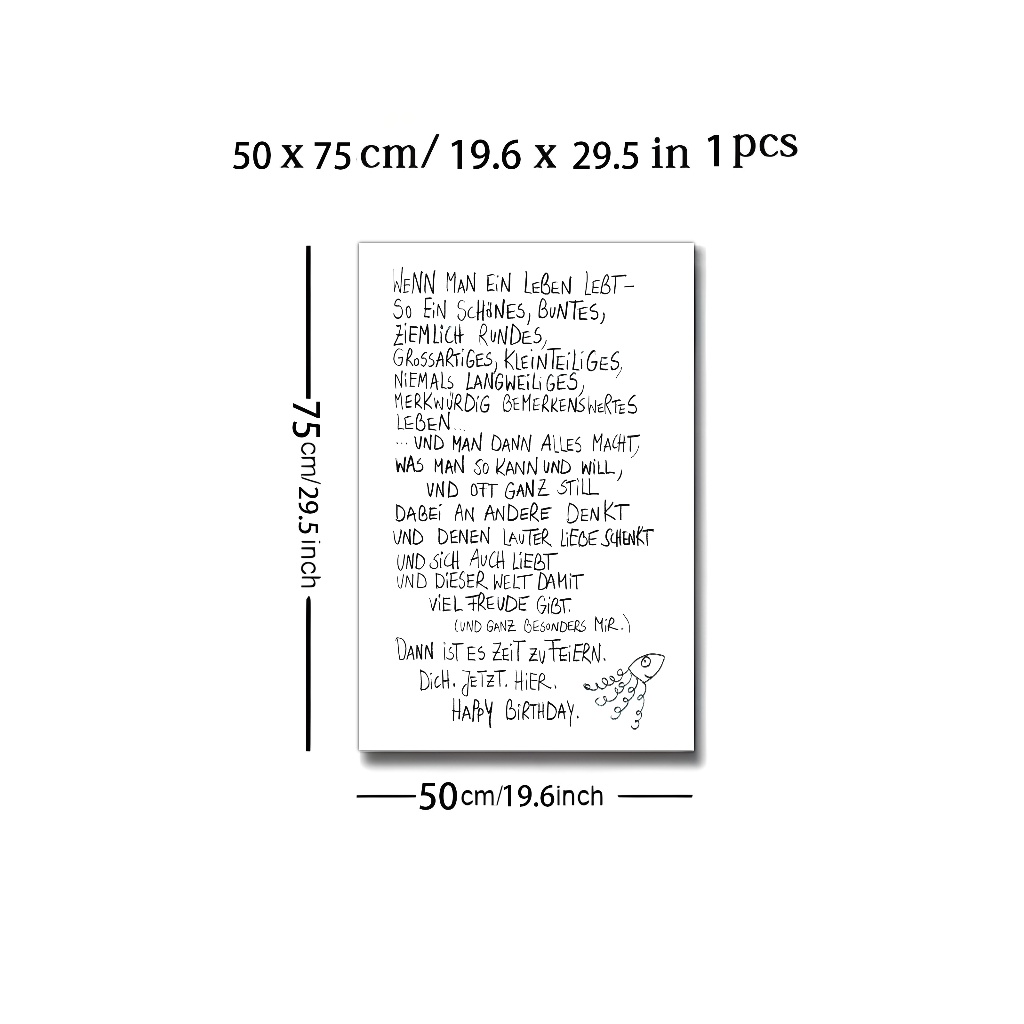 50 x 75 cm/ 19.6 x 29.5 in 1 pcs
75cm/29.5inch
WENN MAN EIN LEBEN LEBT–
SO EIN SCHÖNES, BUNTES,
ZIEMLICH RUNDES,
GROSSARTIGES, KLEINTEILIGES,
NIEMALS LANGWEILIGES,
MERKWÜRDIG BEMERKENSWERTES
LEBEN...
...UND MAN DANN ALLES MACHT,
WAS MAN SO KANN UND WILL,
UND OFT GANZ STILL
DABEI AN ANDERE DENKT
UND DENEN LAUTER LIEBE SCHENKT
UND SICH AUCH LIEBT
UND DIESER WELT DAMIT
VIEL FREUDE GIBT.
(UND GANZ BESONDERS MIR.)
DANN IST ES ZEIT ZU FEIERN.
DICH. JETZT. HIER.
HAPPY BIRTHDAY.
50cm/19.6inch